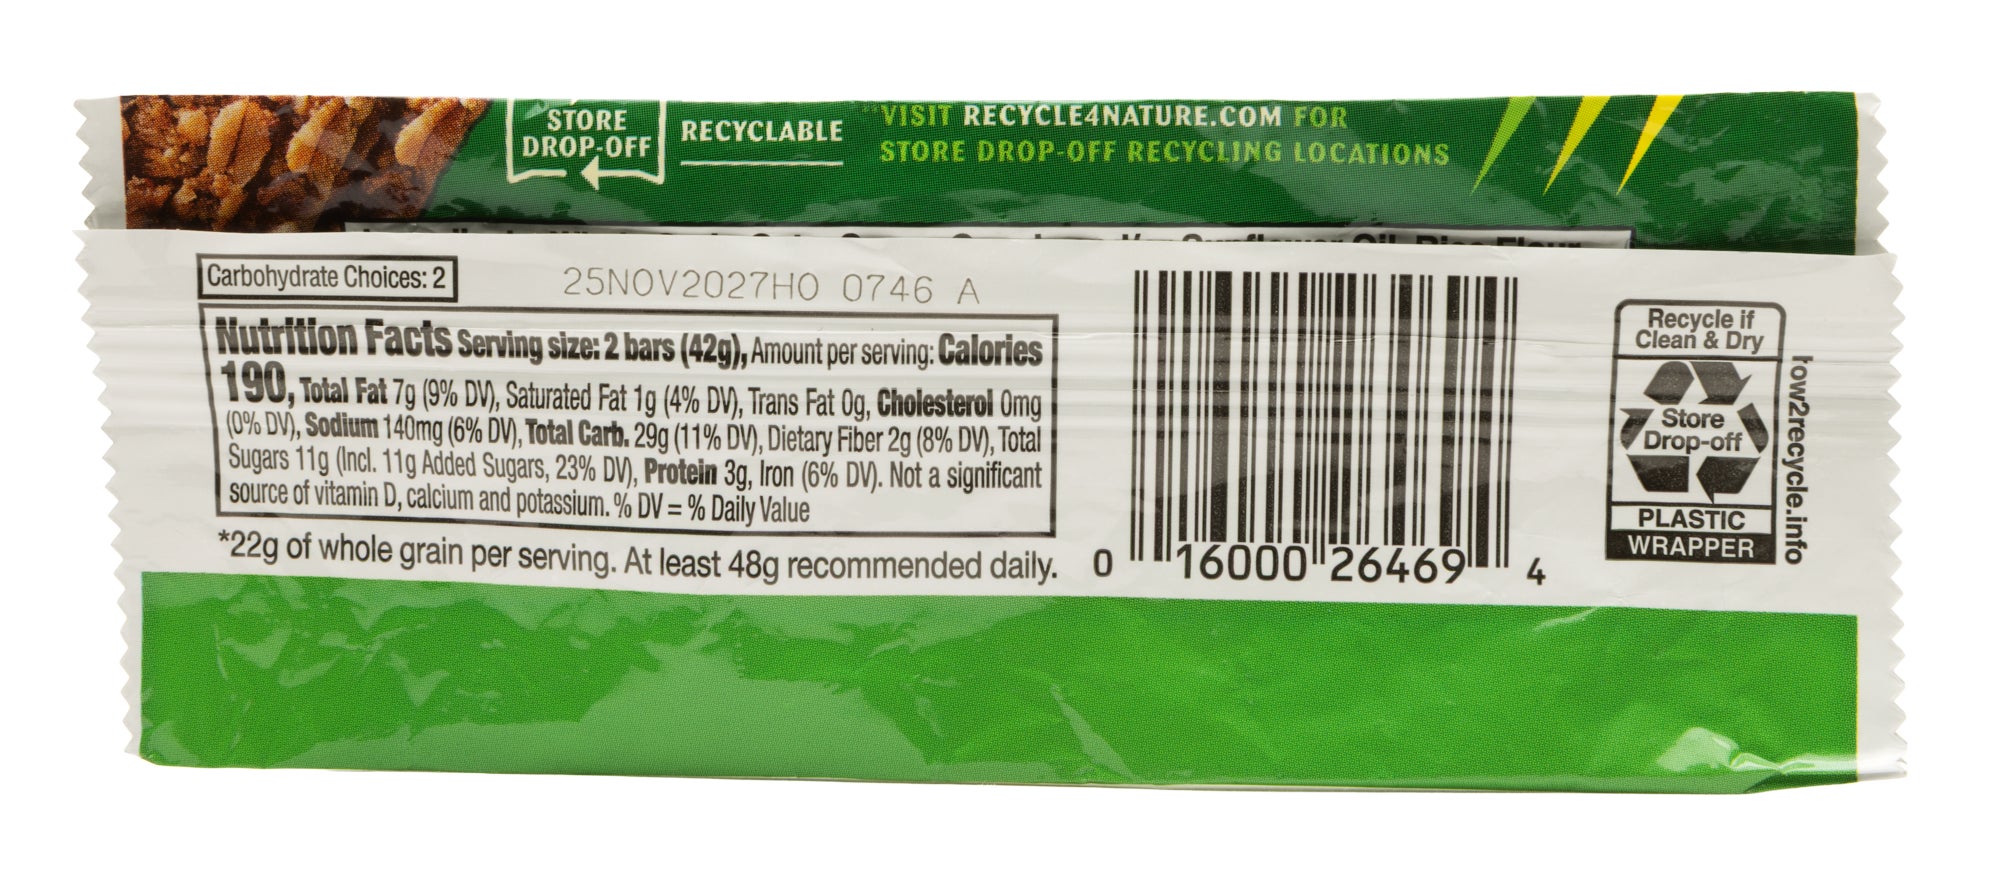 STORE
DROP-OFF
RECYCLABLE
VISIT RECYCLE4NATURE.COM FOR
STORE DROP-OFF RECYCLING LOCATIONS
Carbohydrate Choices: 2
25NOV2027HO 0746 A
Nutrition Facts Serving size: 2 bars (42g), Amount per serving: Calories
190, Total Fat 7g (9% DV), Saturated Fat 1g (4% DV), Trans Fat 0g, Cholesterol 0mg
(0% DV), Sodium 140mg (6% DV), Total Carb. 29g (11% DV), Dietary Fiber 2g (8% DV), Total
Sugars 11g (Incl. 11g Added Sugars, 23% DV), Protein 3g, Iron (6% DV). Not a significant
source of vitamin D, calcium and potassium. % DV = % Daily Value
*22g of whole grain per serving. At least 48g recommended daily.
0 16000 26469 4
Recycle if
Clean & Dry
Store
Drop-off
PLASTIC
WRAPPER
how2recycle.info